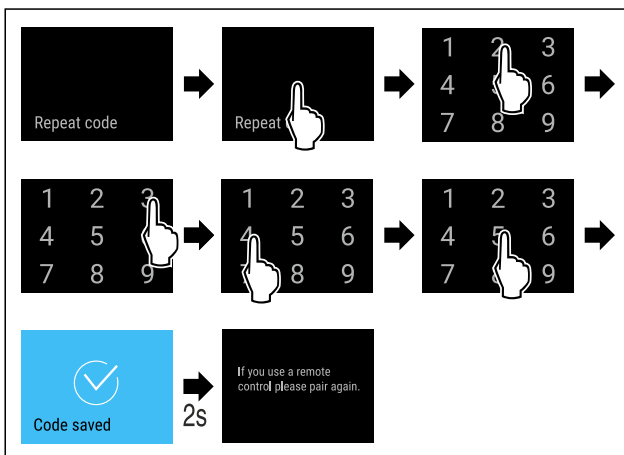 Repeat code
Repeat
1 2 3
4 6
7 8 9
1 2 3
4 5
7 8 9
1 2 3
4 5 6
8 9
1 2 3
4 5 6
7 9
Code saved
2s
If you use a remote
control please pair again.